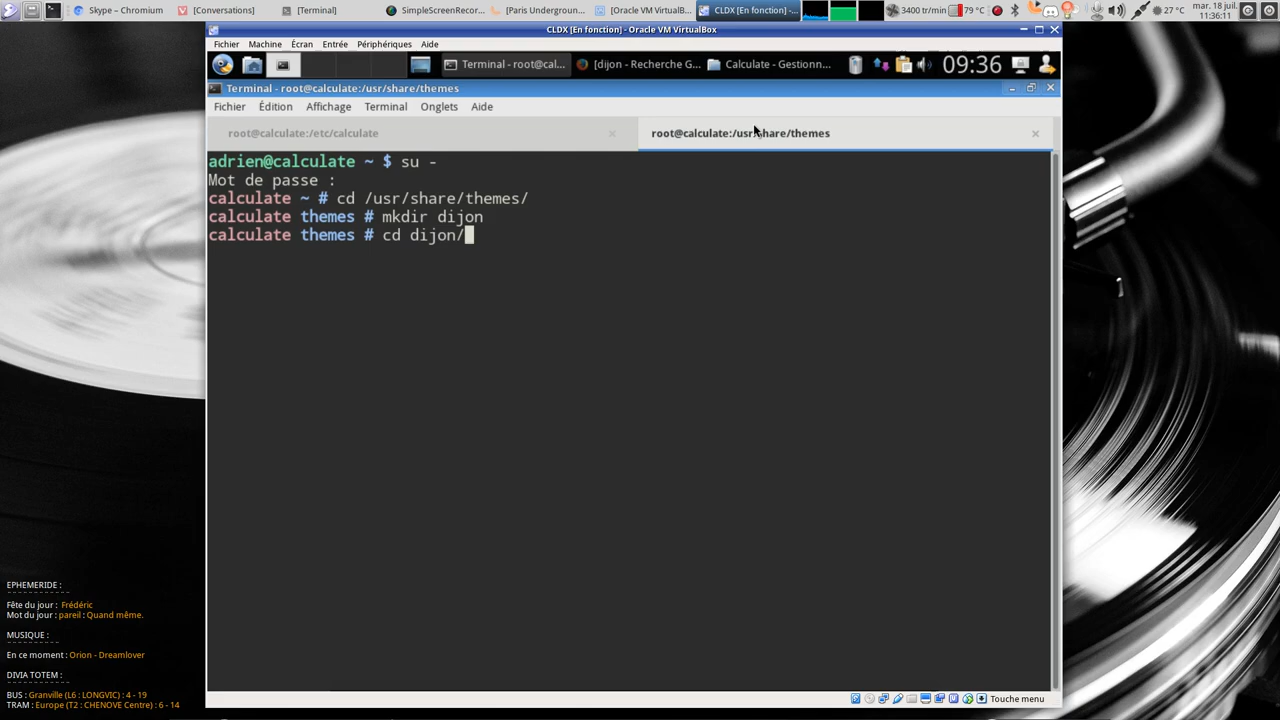 Skype – Chromium
[Conversations]
[Terminal]
SimpleScreenRecor...
[Paris Undergroun...
[Oracle VM VirtualB...
CLDX [En fonction] -...
3400 tr/min
79 °C
27 °C
mar. 18 juil.
11:36:11
CLDX [En fonction] - Oracle VM VirtualBox
Fichier Machine Écran Entrée Périphériques Aide
Terminal - root@cal...
[dijon - Recherche G...
Calculate - Gestionn...
09:36
Terminal - root@calculate:/usr/share/themes
Fichier Édition Affichage Terminal Onglets Aide
root@calculate:/etc/calculate
root@calculate:/usr/share/themes
adrien@calculate ~ $ su -
Mot de passe :
calculate ~ # cd /usr/share/themes/
calculate themes # mkdir dijon
calculate themes # cd dijon/
EPHEMERIDE :
Fête du jour : Frédéric
Mot du jour : pareil : Quand même.
MUSIQUE :
En ce moment : Orion - Dreamlover
DIVIA TOTEM :
BUS : Granville (L6 : LONGVIC) : 4 - 19
TRAM : Europe (T2 : CHENOVE Centre) : 6 - 14
Touche menu